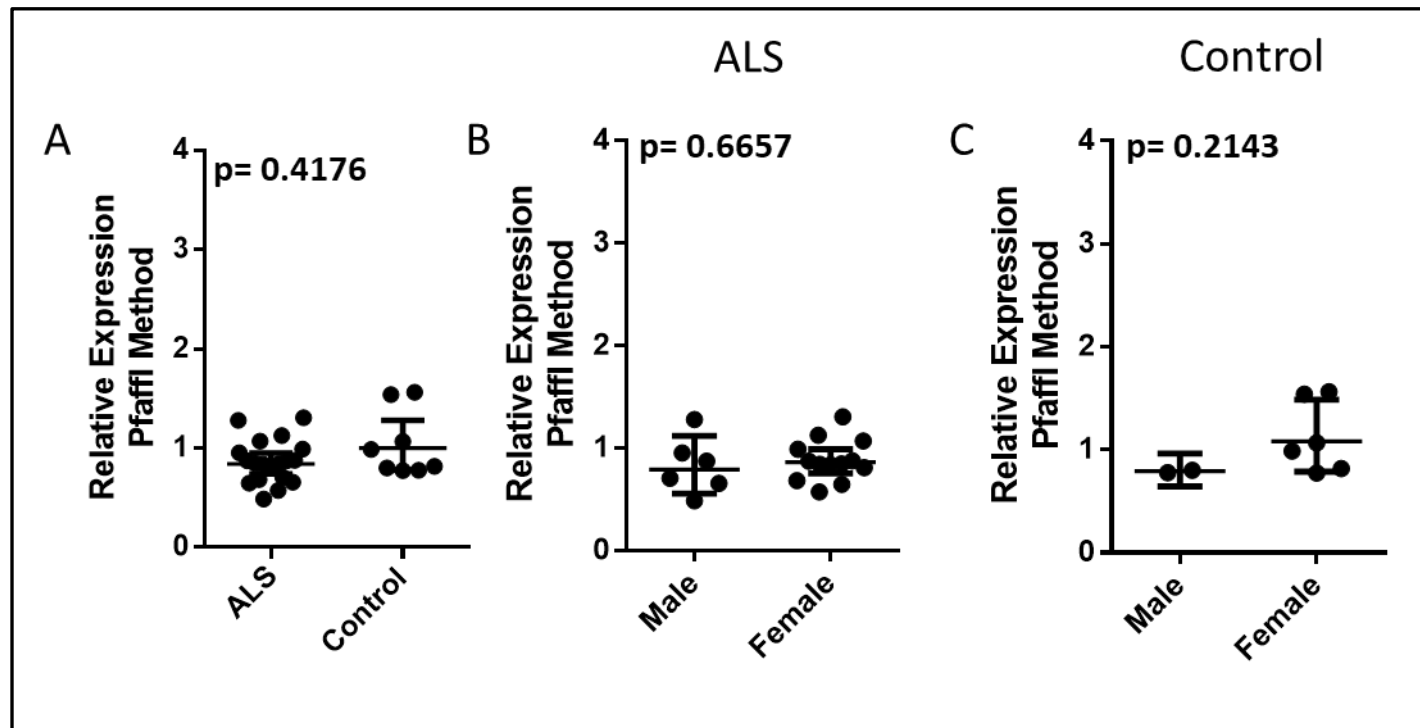 ALS
Control
A
p= 0.4176
4
3
2
1
0
Relative Expression
Pfaffl Method
ALS
Control
B
p= 0.6657
4
3
2
1
0
Relative Expression
Pfaffl Method
Male
Female
C
p= 0.2143
4
3
2
1
0
Relative Expression
Pfaffl Method
Male
Female